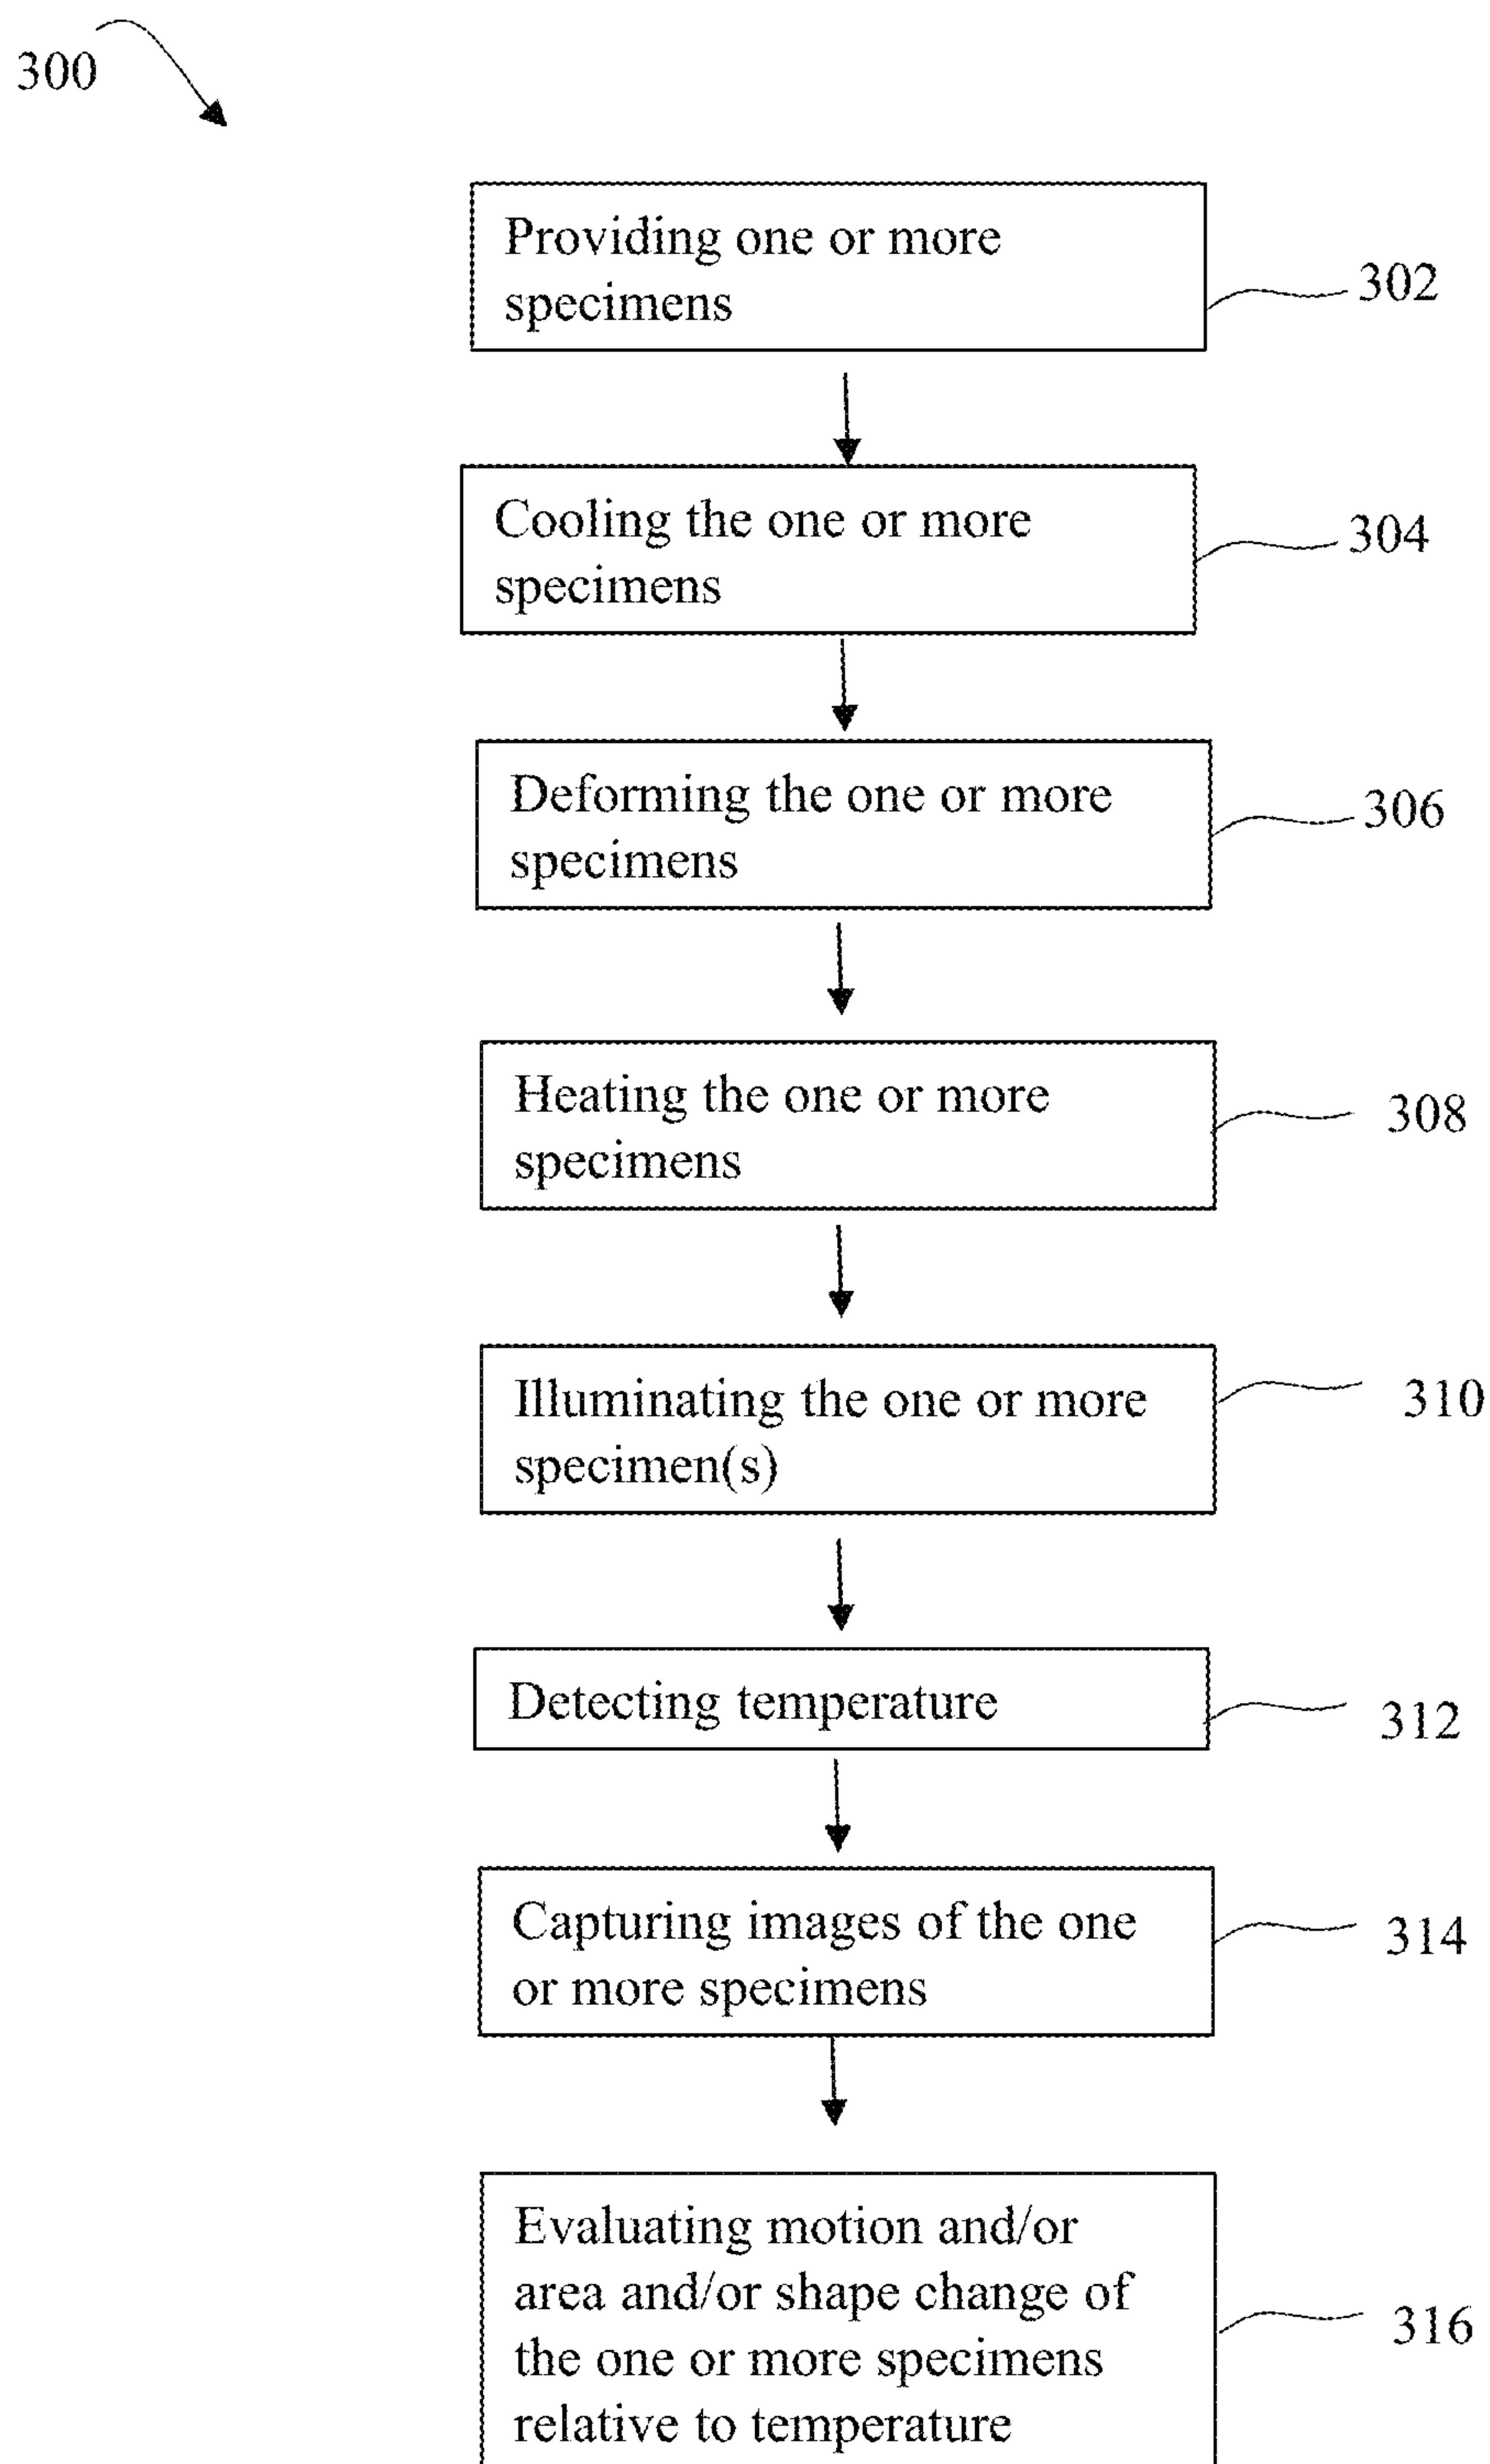 300
Providing one or more
specimens
302
Cooling the one or more
specimens
304
Deforming the one or more
specimens
306
Heating the one or more
specimens
308
Illuminating the one or more
specimen(s)
310
Detecting temperature
312
Capturing images of the one
or more specimens
314
Evaluating motion and/or
area and/or shape change of
the one or more specimens
relative to temperature
316